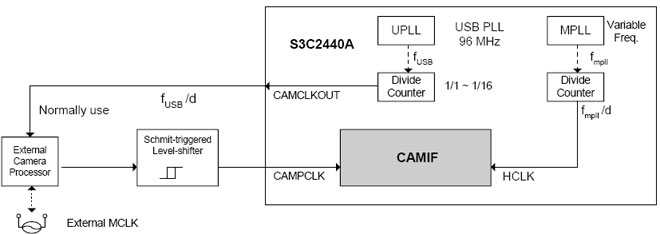 S3C2440A
UPLL
USB PLL
96 MHz
MPLL
Variable
Freq.
fUSB
fmpll
Divide
Counter
1/1 ~ 1/16
Divide
Counter
CAMCLKOUT
fUSB/d
fmpll/d
Normally use
External
Camera
Processor
Schmit-triggered
Level-shifter
CAMPCLK
CAMIF
HCLK
External MCLK